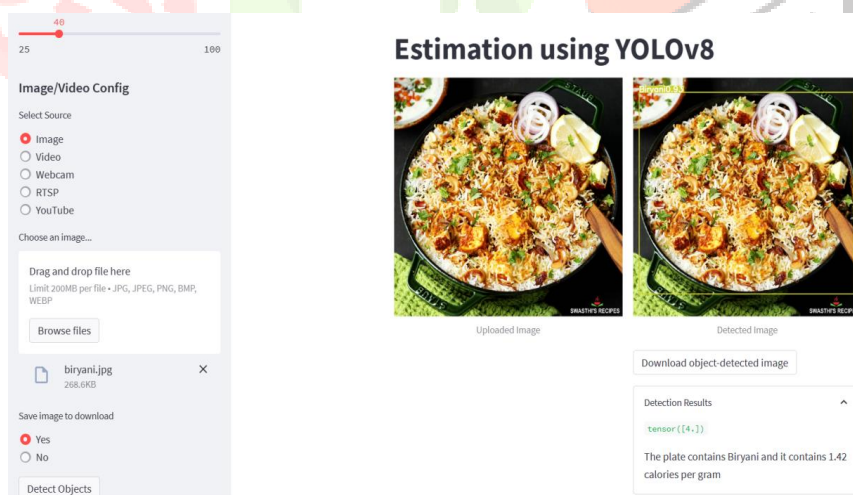 40
25 100
Image/Video Config
Select Source
Image
Video
Webcam
RTSP
YouTube
Choose an image...
Drag and drop file here
Limit 200MB per file • JPG, JPEG, PNG, BMP,
WEBP
Browse files
biryani.jpg
268.6KB
Save image to download
Yes
No
Detect Objects
Estimation using YOLOv8
Biryani0.93
SWASTHI'S RECIPES
SWASTHI'S RECIPES
Uploaded Image
Detected Image
Download object-detected image
Detection Results
tensor([4.])
The plate contains Biryani and it contains 1.42
calories per gram